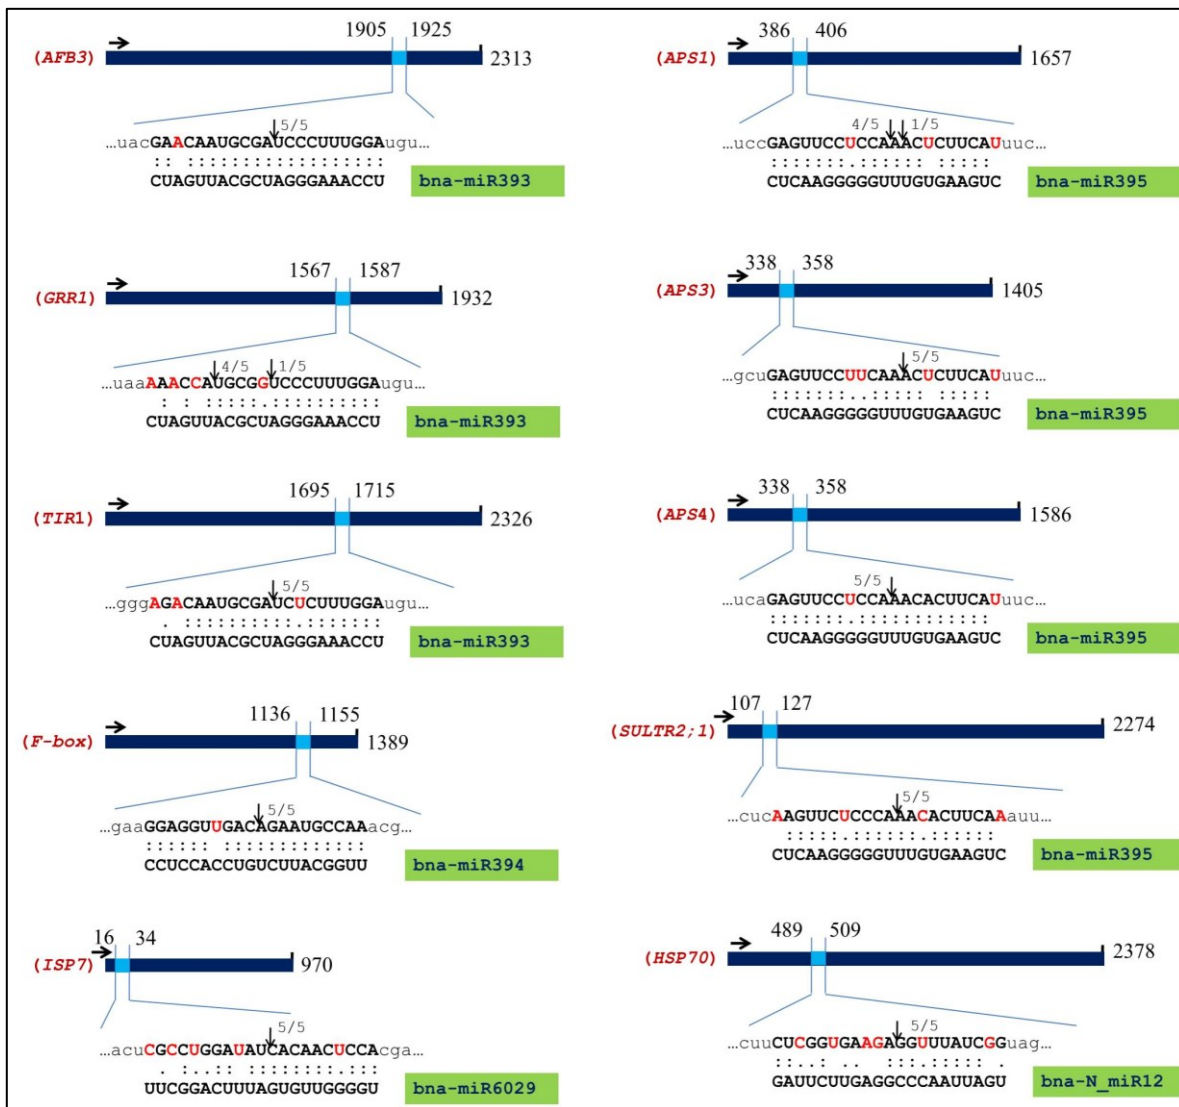 1905 1925
(AFB3) 2313
5/5
…uacGAACAAUGCGAUCCCUUUGGAugu…
CUAGUUACGCUAGGGAAACCU bna-miR393
386 406
(APS1) 1657
4/5 1/5
…uccGAGUUCCUCCAAACUCUUCAUuuc…
CUCAAGGGGGUUUGUGAAGUC bna-miR395
1567 1587
(GRR1) 1932
4/5 1/5
…uaaAAACCAUGCGGUCCCUUUGGAugu…
CUAGUUACGCUAGGGAAACCU bna-miR393
338 358
(APS3) 1405
5/5
…gcuGAGUUCCUUCAAACUCUUCAUuuc…
CUCAAGGGGGUUUGUGAAGUC bna-miR395
1695 1715
(TIR1) 2326
5/5
…gggAGACAAUGCGAUCUCUUUGGAugu…
CUAGUUACGCUAGGGAAACCU bna-miR393
338 358
(APS4) 1586
5/5
…ucaGAGUUCCUCCAAACACUUCAUuuc…
CUCAAGGGGGUUUGUGAAGUC bna-miR395
1136 1155
(F-box) 1389
5/5
…gaaGGAGGUUGACAGAAUGCCAAacg…
CCUCCACCUGUCUUACGGUU bna-miR394
107 127
(SULTR2;1) 2274
5/5
…cucAAGUUCUCCCAAACACUUCAAauu…
CUCAAGGGGGUUUGUGAAGUC bna-miR395
16 34
(ISP7) 970
5/5
…acuCGCCUGGAUAUCACAACUCCAcga…
UUCGGACUUUAGUGUUGGGGU bna-miR6029
489 509
(HSP70) 2378
5/5
…cuuCUCGGUGAAGAGGUUUAUCGGuag…
GAUUCUUGAGGCCCAAUUAGU bna-N_miR12